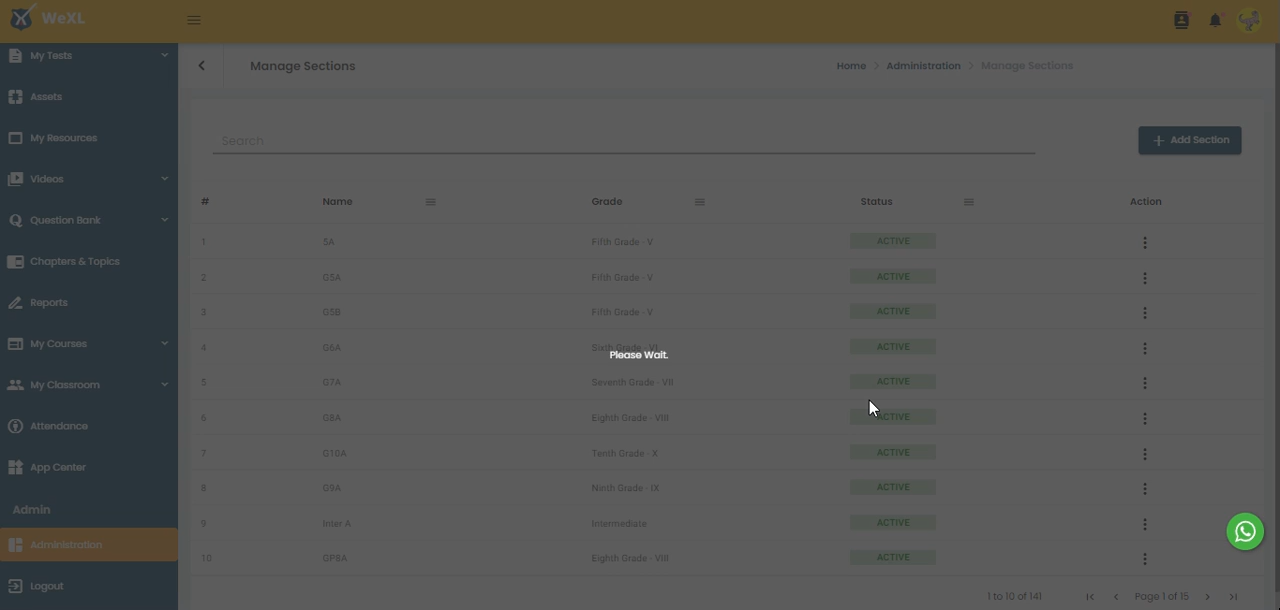 WeXL
My Tests
Assets
My Resources
Videos
Question Bank
Chapters & Topics
Reports
My Courses
My Classroom
Attendance
App Center
Admin
Administration
Logout
Manage Sections
Home > Administration > Manage Sections
Search
+ Add Section
# Name Grade Status Action
1 5A Fifth Grade - V ACTIVE
2 G5A Fifth Grade - V ACTIVE
3 G5B Fifth Grade - V ACTIVE
4 G6A Sixth Grade - VI ACTIVE
Please Wait.
5 G7A Seventh Grade - VII ACTIVE
6 G8A Eighth Grade - VIII ACTIVE
7 G10A Tenth Grade - X ACTIVE
8 G9A Ninth Grade - IX ACTIVE
9 Inter A Intermediate ACTIVE
10 GP8A Eighth Grade - VIII ACTIVE
1 to 10 of 141 Page 1 of 15